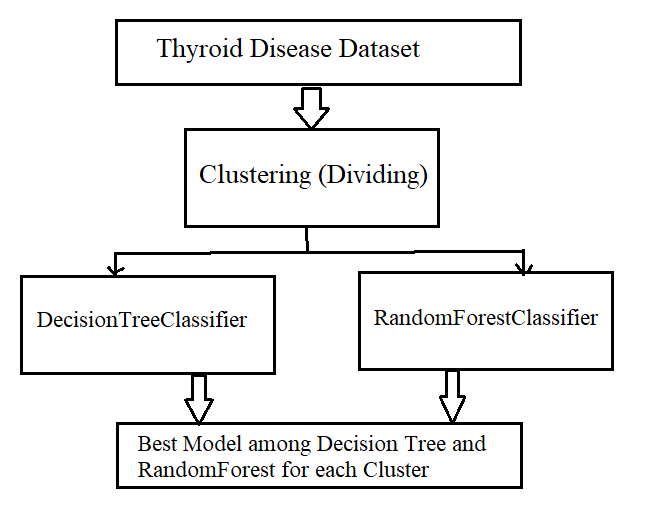 Thyroid Disease Dataset
Clustering (Dividing)
DecisionTreeClassifier
RandomForestClassifier
Best Model among Decision Tree and
RandomForest for each Cluster